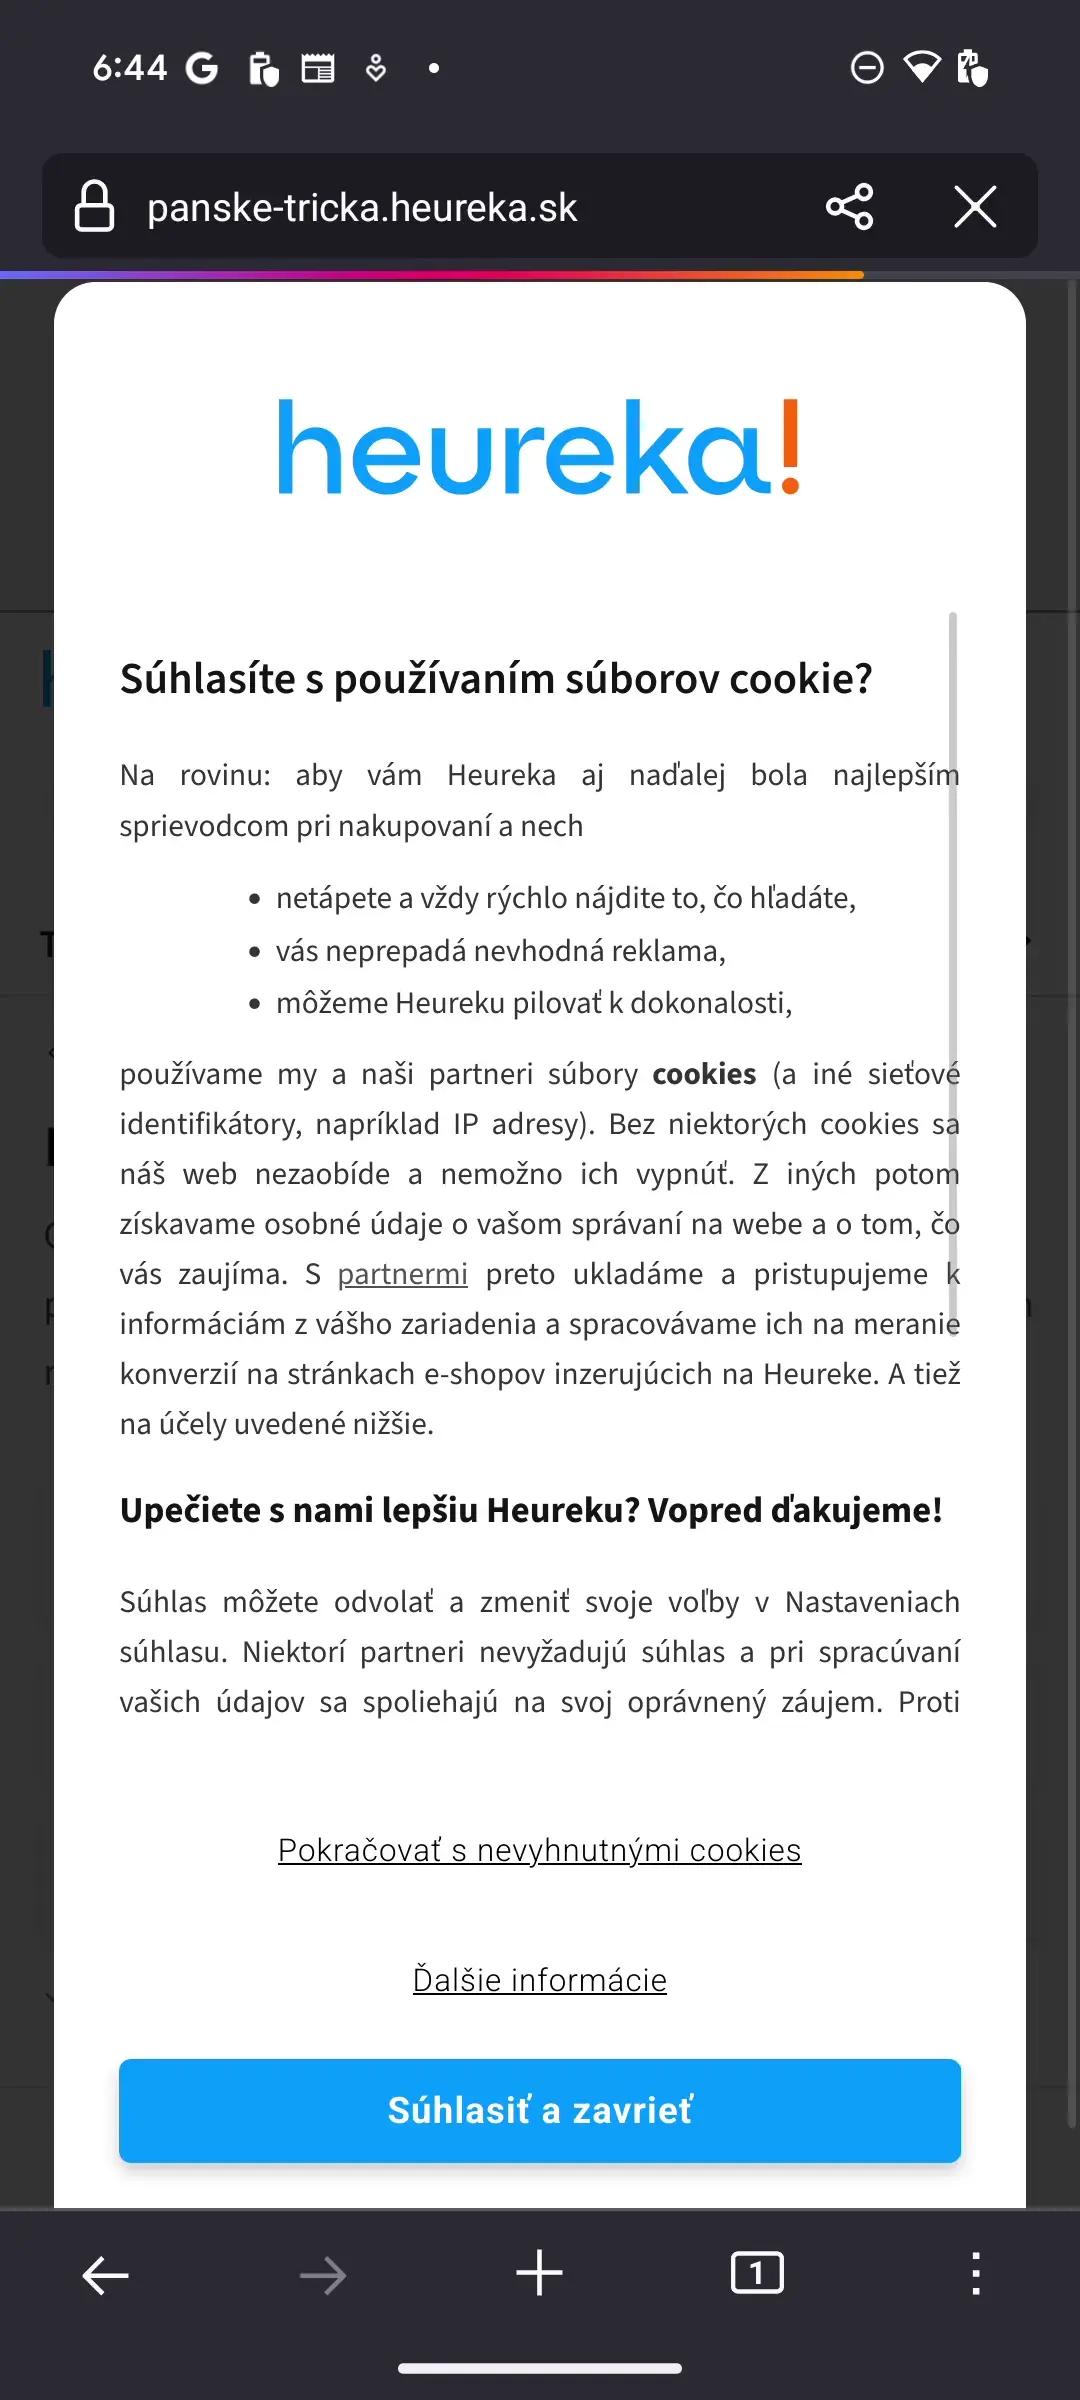 6:44
panske-tricka.heureka.sk
heureka!
Súhlasíte s používaním súborov cookie?
Na rovinu: aby vám Heureka aj naďalej bola najlepším
sprievodcom pri nakupovaní a nech
• netápete a vždy rýchlo nájdite to, čo hľadáte,
• vás neprepadá nevhodná reklama,
• môžeme Heureku pilovať k dokonalosti,
používame my a naši partneri súbory cookies (a iné sieťové
identifikátory, napríklad IP adresy). Bez niektorých cookies sa
náš web nezaobíde a nemožno ich vypnúť. Z iných potom
získavame osobné údaje o vašom správaní na webe a o tom, čo
vás zaujíma. S partnermi preto ukladáme a pristupujeme k
informáciám z vášho zariadenia a spracovávame ich na meranie
konverzií na stránkach e-shopov inzerujúcich na Heureke. A tiež
na účely uvedené nižšie.
Upečiete s nami lepšiu Heureku? Vopred ďakujeme!
Súhlas môžete odvolať a zmeniť svoje voľby v Nastaveniach
súhlasu. Niektorí partneri nevyžadujú súhlas a pri spracúvaní
vašich údajov sa spoliehajú na svoj oprávnený záujem. Proti
Pokračovať s nevyhnutnými cookies
Ďalšie informácie
Súhlasiť a zavrieť
1